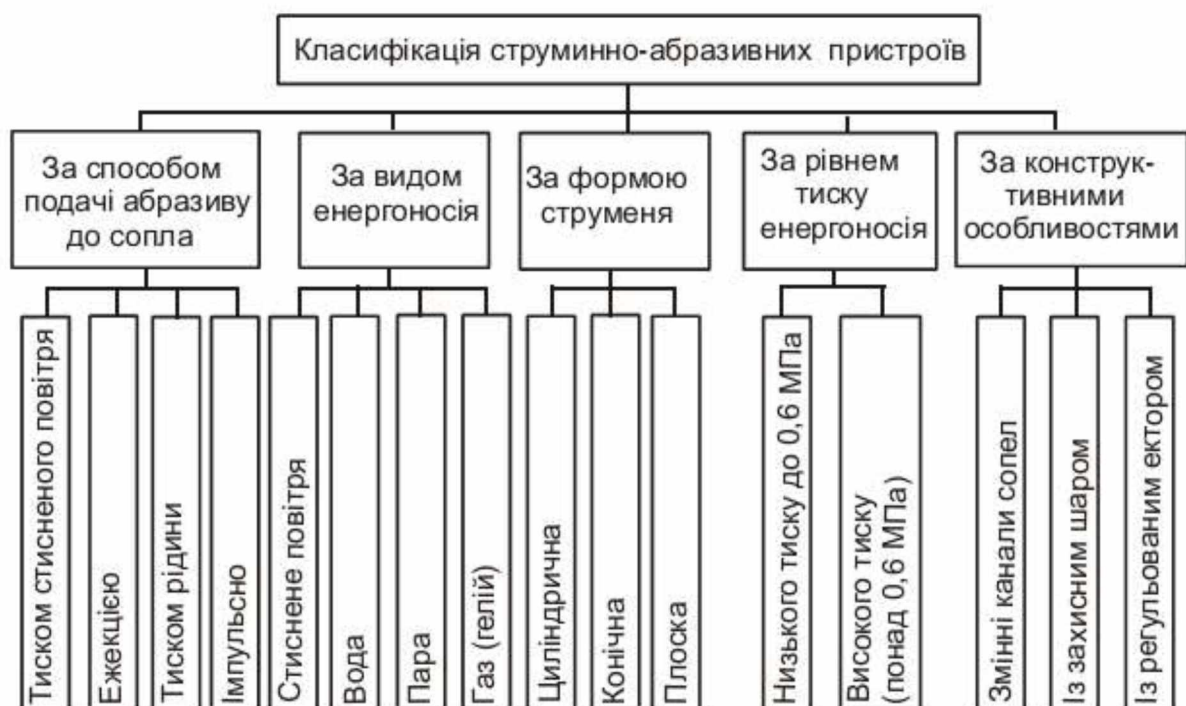 Класифікація струминно-абразивних пристроїв
За способом
подачі абразиву
до сопла
За видом
енергоносія
За формою
струменя
За рівнем
тиску
енергоносія
За конструк-
тивними
особливостями
Тиском стисненого повітря
Ежекцією
Тиском рідини
Імпульсно
Стиснене повітря
Вода
Пара
Газ (гелій)
Циліндрична
Конічна
Плоска
Низького тиску до 0,6 МПа
Високого тиску
(понад 0,6 МПа)
Змінні канали сопел
Із захисним шаром
Із регульованим ектором